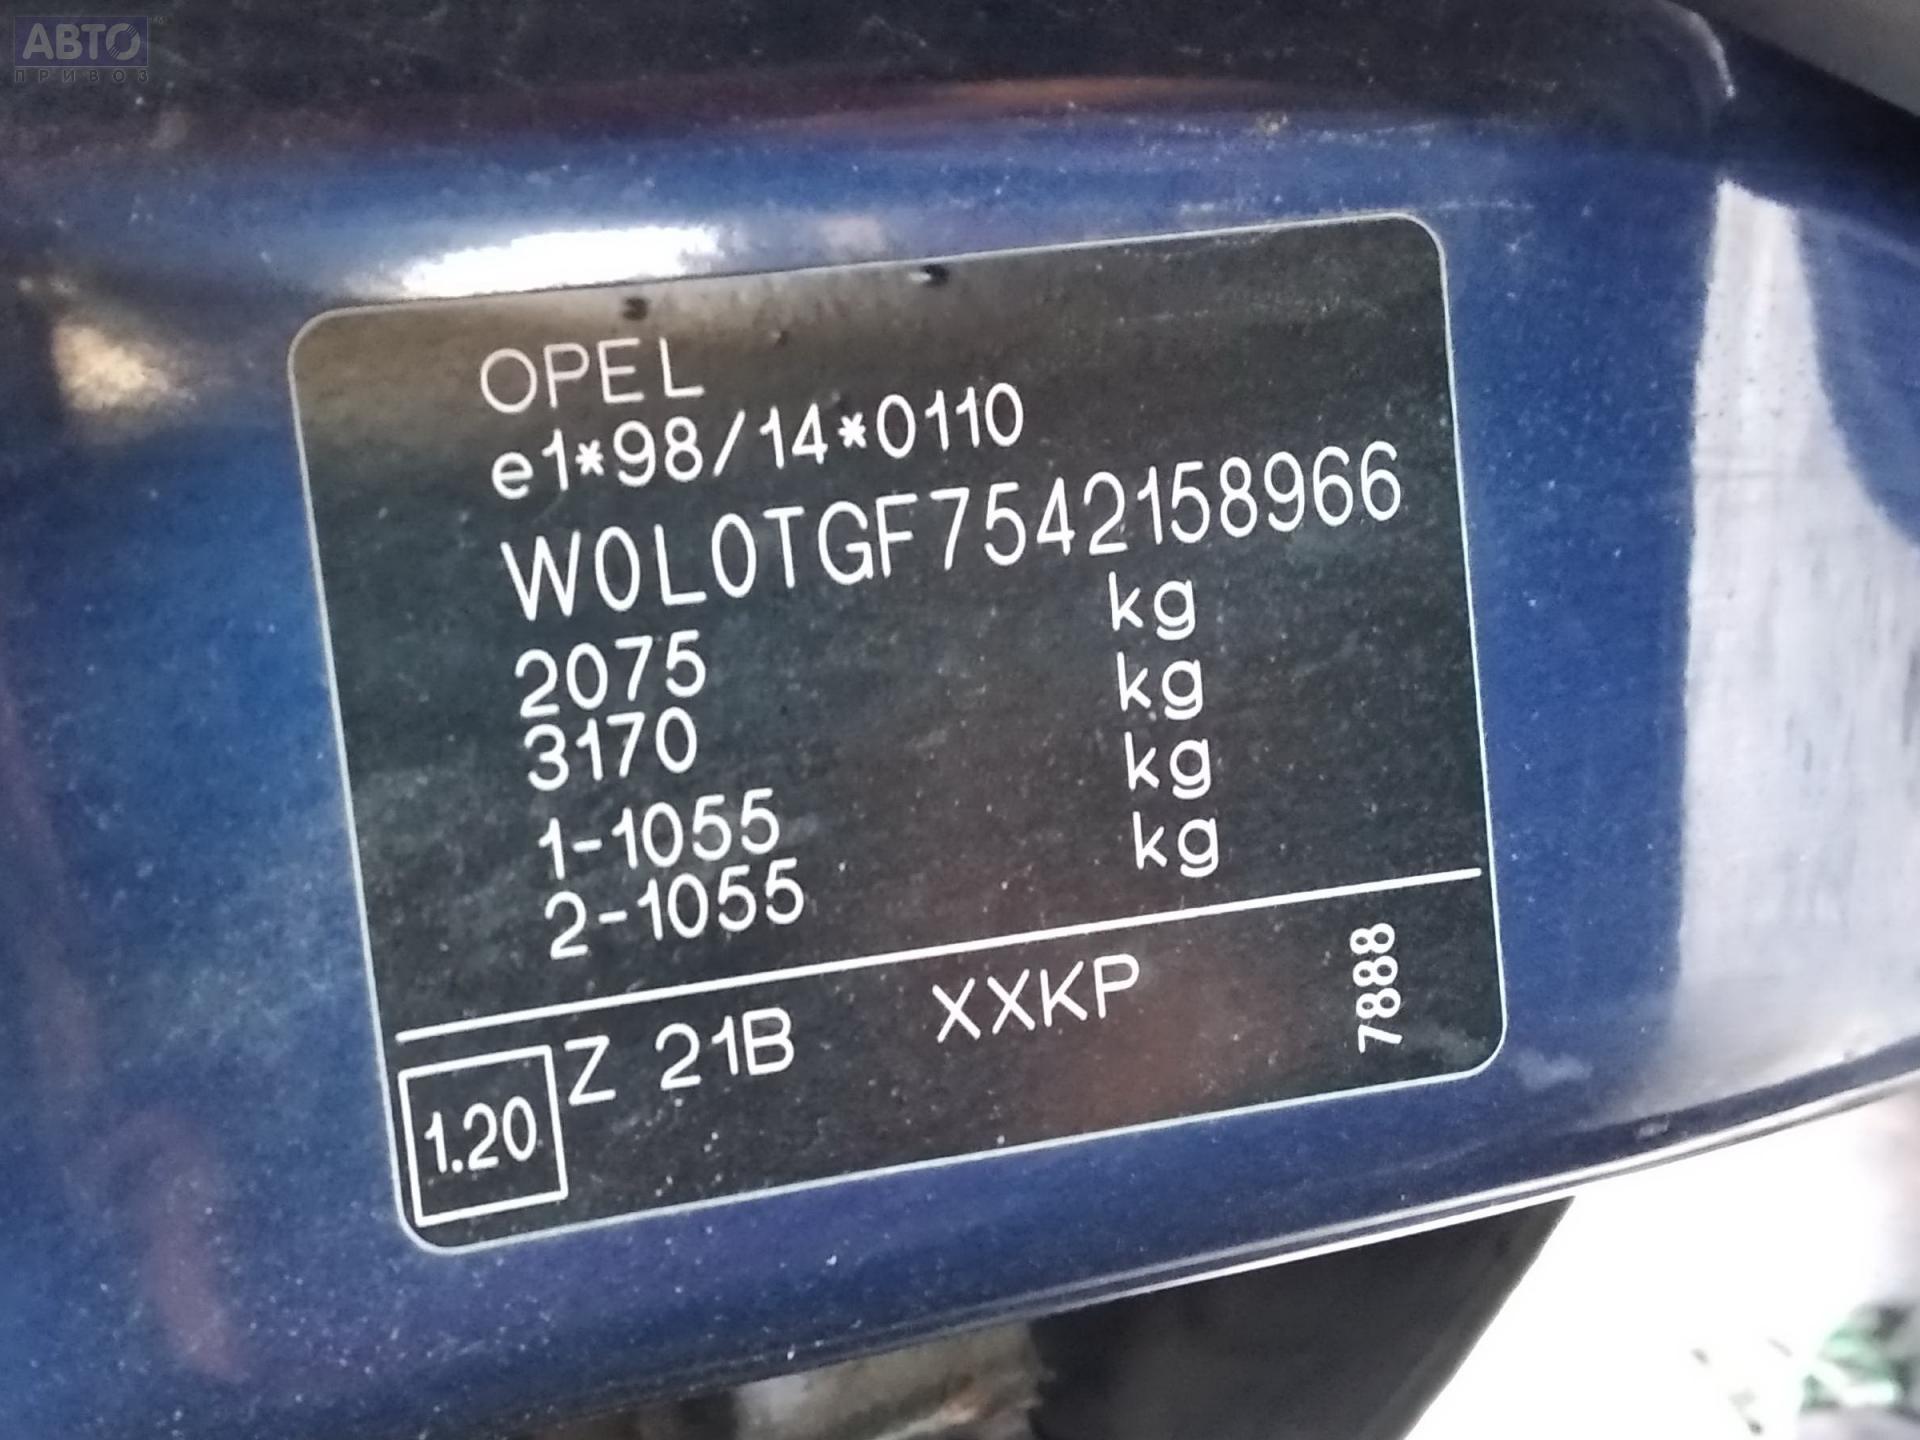 АВТО™
ПРИВОЗ
OPEL
e1*98/14*0110
W0L0TGF7542158966
2075 kg
3170 kg
1-1055 kg
2-1055 kg
1.20 Z 21B XXKP 7888